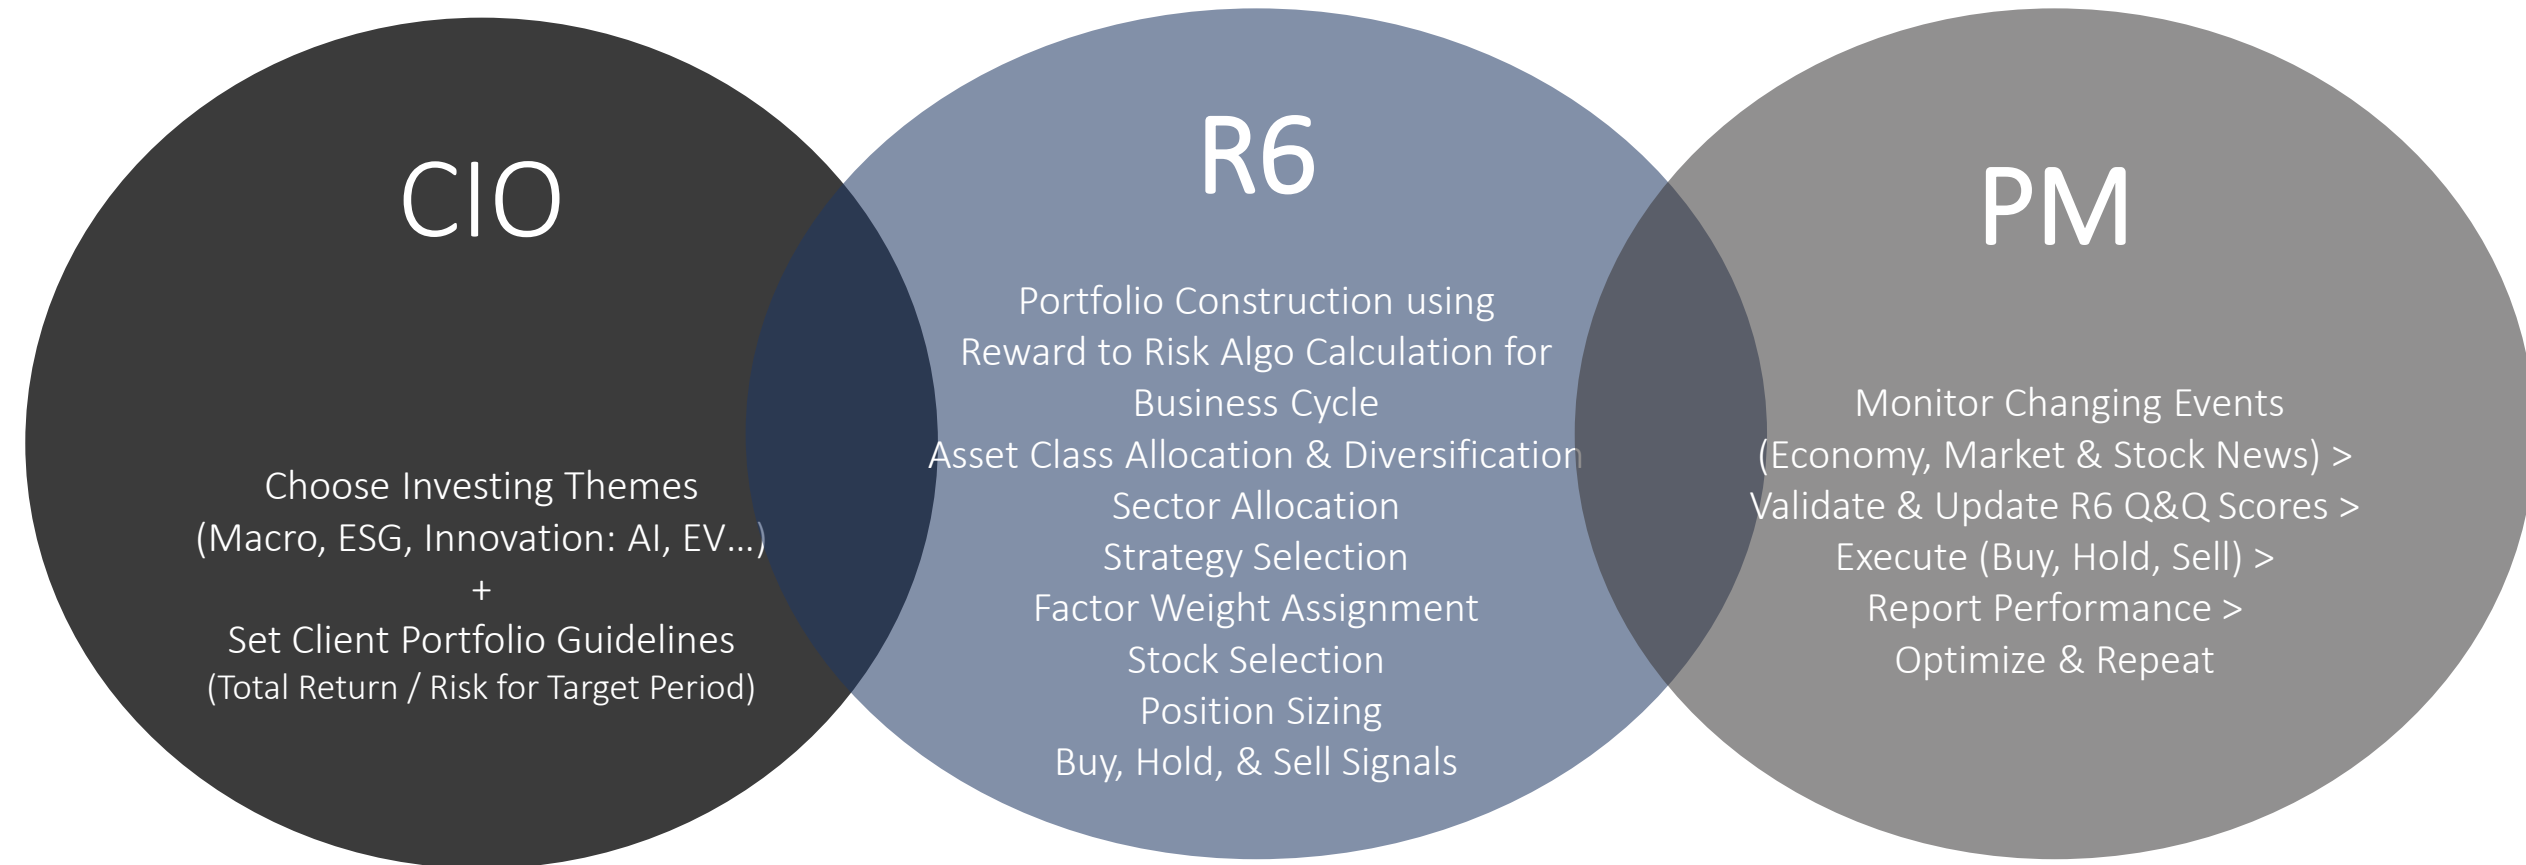 CIO
Choose Investing Themes
(Macro, ESG, Innovation: AI, EV…)
+
Set Client Portfolio Guidelines
(Total Return / Risk for Target Period)
R6
Portfolio Construction using
Reward to Risk Algo Calculation for
Business Cycle
Asset Class Allocation & Diversification
Sector Allocation
Strategy Selection
Factor Weight Assignment
Stock Selection
Position Sizing
Buy, Hold, & Sell Signals
PM
Monitor Changing Events
(Economy, Market & Stock News) >
Validate & Update R6 Q&Q Scores >
Execute (Buy, Hold, Sell) >
Report Performance >
Optimize & Repeat